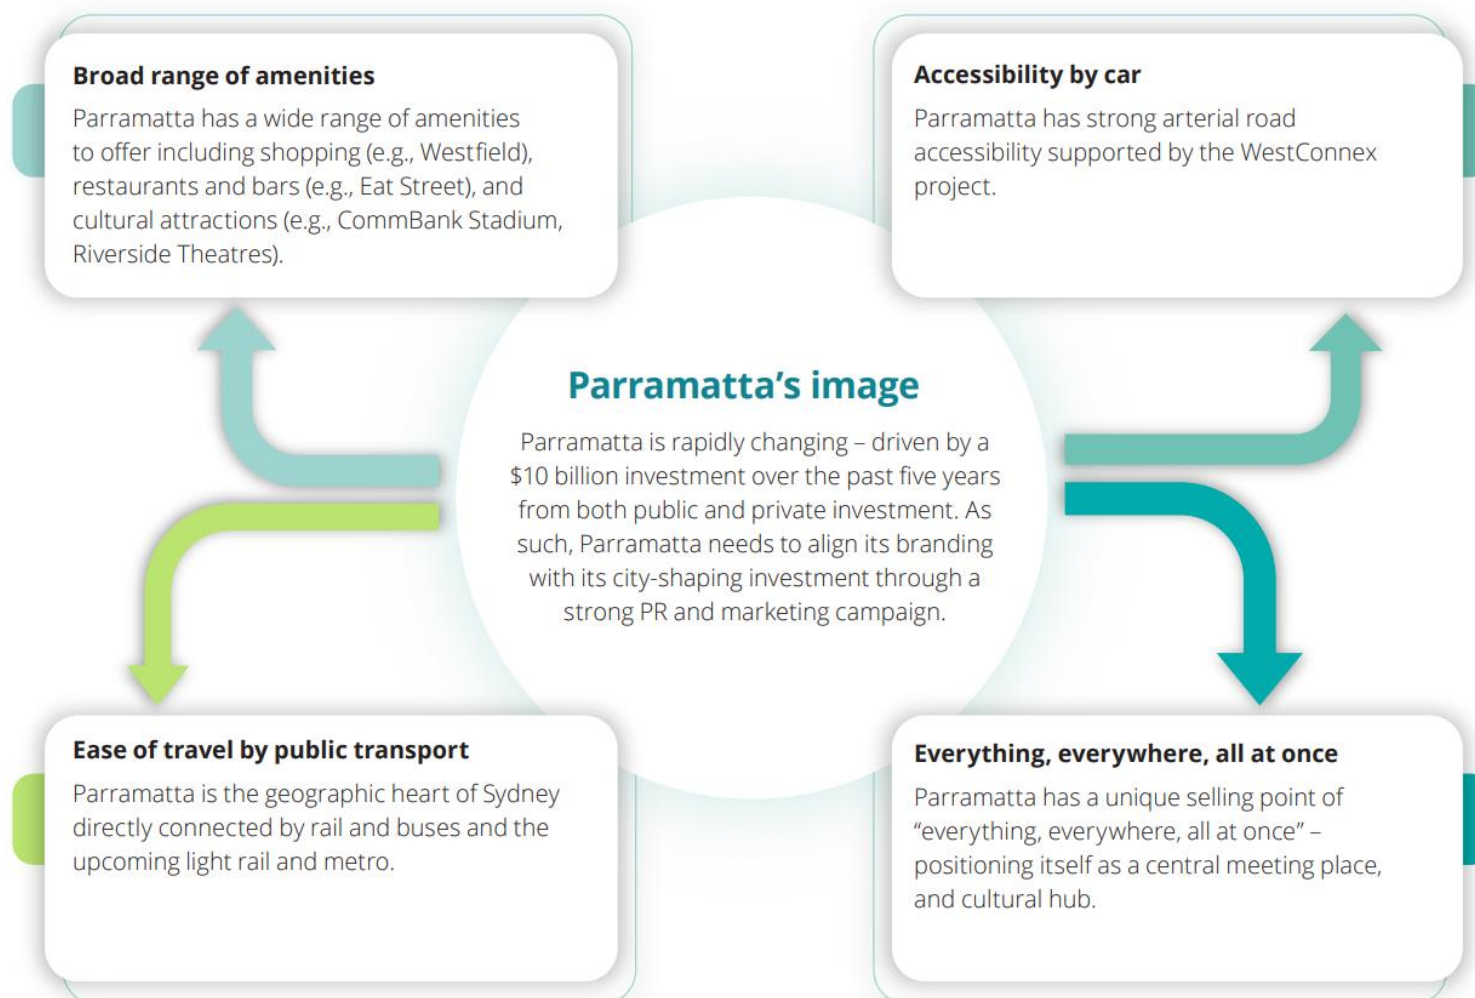 Broad range of amenities
Parramatta has a wide range of amenities
to offer including shopping (e.g., Westfield),
restaurants and bars (e.g., Eat Street), and
cultural attractions (e.g., CommBank Stadium,
Riverside Theatres).
Accessibility by car
Parramatta has strong arterial road
accessibility supported by the WestConnex
project.
Parramatta’s image
Parramatta is rapidly changing – driven by a
$10 billion investment over the past five years
from both public and private investment. As
such, Parramatta needs to align its branding
with its city-shaping investment through a
strong PR and marketing campaign.
Ease of travel by public transport
Parramatta is the geographic heart of Sydney
directly connected by rail and buses and the
upcoming light rail and metro.
Everything, everywhere, all at once
Parramatta has a unique selling point of
“everything, everywhere, all at once” –
positioning itself as a central meeting place,
and cultural hub.